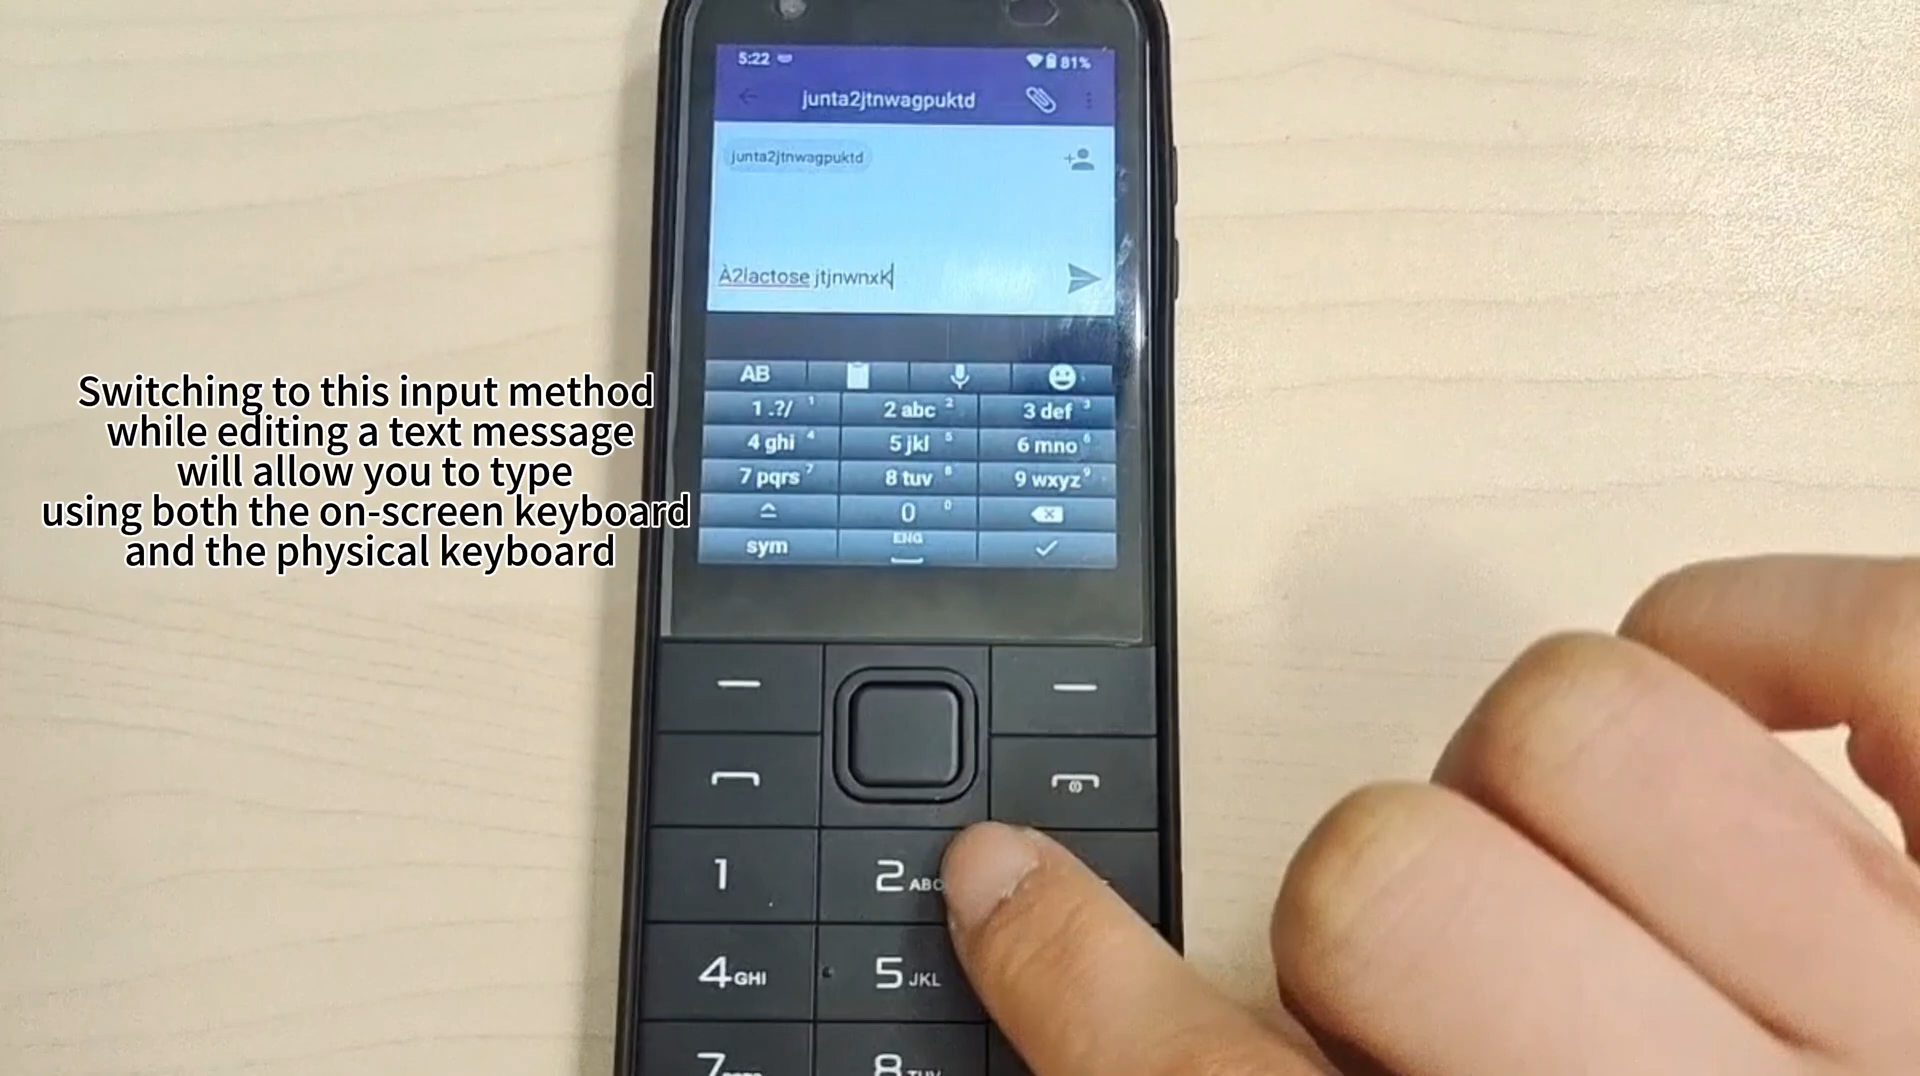 5:22 81%
junta2jtnwagpuktd
junta2jtnwagpuktd
À2lactose jtjnwnxK
Switching to this input method
while editing a text message
will allow you to type
using both the on-screen keyboard
and the physical keyboard
AB
1 .?/ 1 2 abc 2 3 def 3
4 ghi 4 5 jkl 5 6 mno 6
7 pqrs 7 8 tuv 8 9 wxyz 9
0 0
sym ENG
1 2 ABC
4 GHI 5 JKL
7 8 TUV